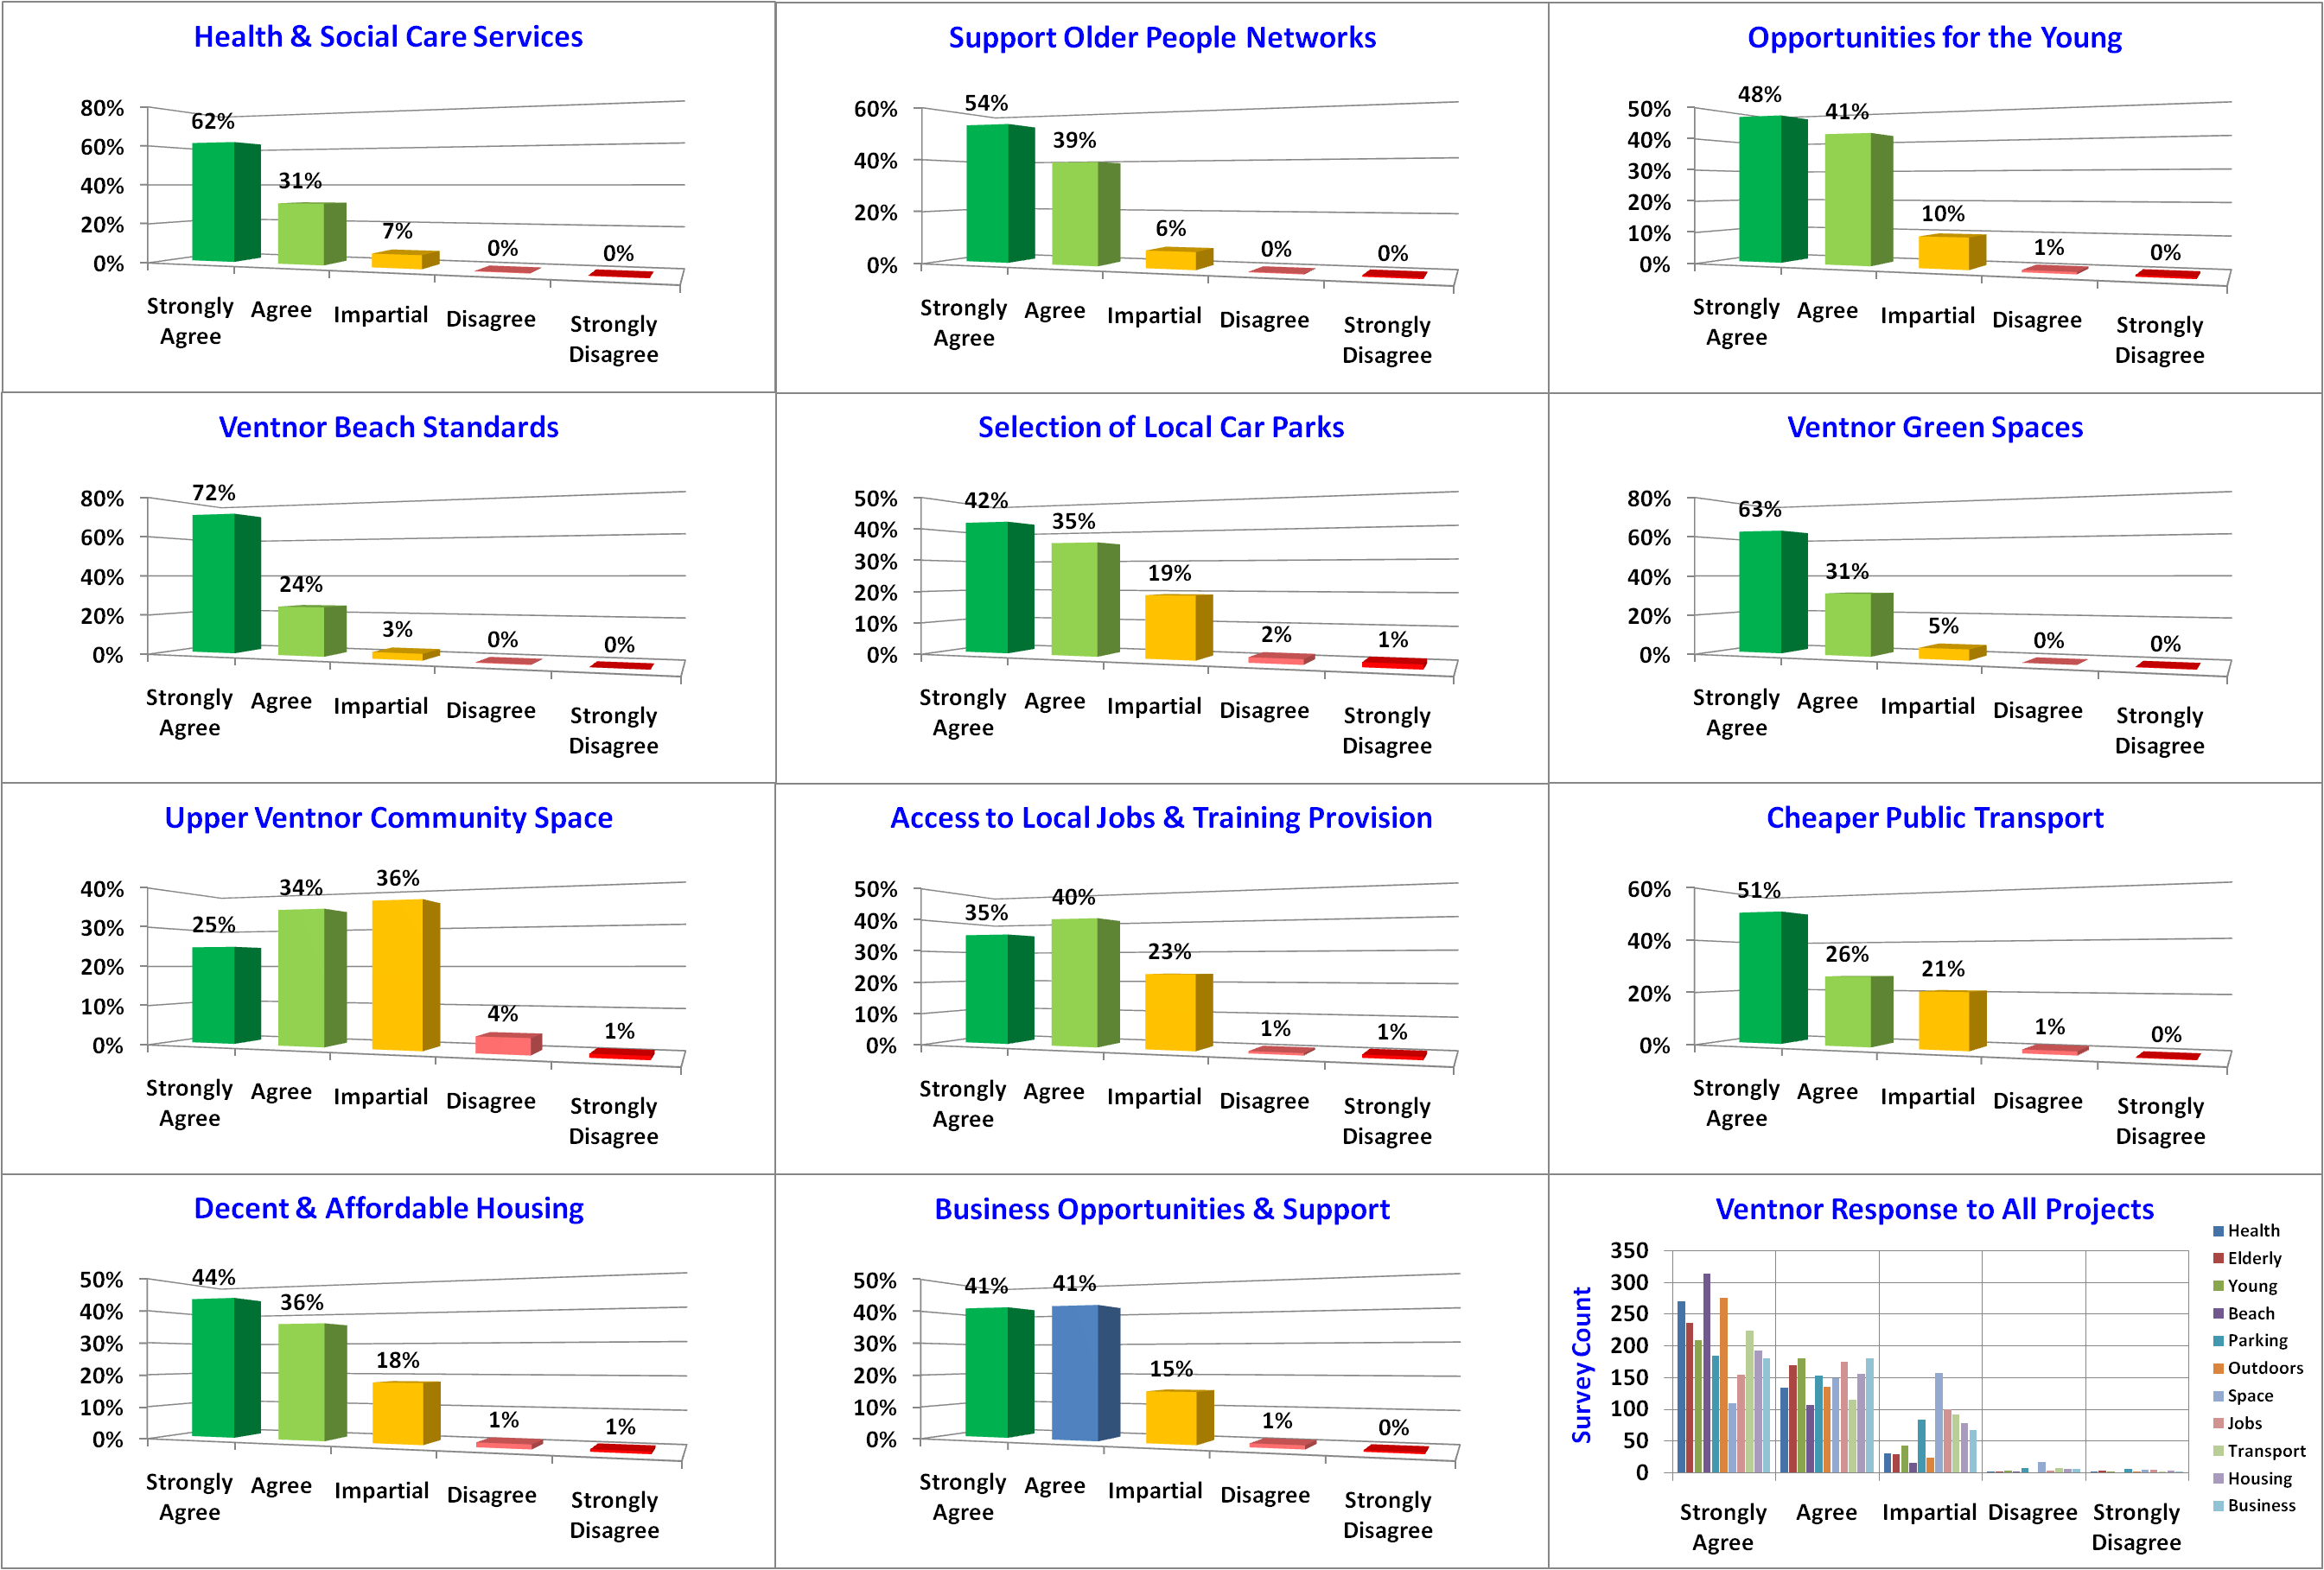 Health & Social Care Services
80%
60%
40%
20%
0%
62%
31%
7%
0%
0%
Strongly Agree
Agree
Impartial
Disagree
Strongly Disagree
Support Older People Networks
60%
40%
20%
0%
54%
39%
6%
0%
0%
Strongly Agree
Agree
Impartial
Disagree
Strongly Disagree
Opportunities for the Young
50%
40%
30%
20%
10%
0%
48%
41%
10%
1%
0%
Strongly Agree
Agree
Impartial
Disagree
Strongly Disagree
Ventnor Beach Standards
80%
60%
40%
20%
0%
72%
24%
3%
0%
0%
Strongly Agree
Agree
Impartial
Disagree
Strongly Disagree
Selection of Local Car Parks
50%
40%
30%
20%
10%
0%
42%
35%
19%
2%
1%
Strongly Agree
Agree
Impartial
Disagree
Strongly Disagree
Ventnor Green Spaces
80%
60%
40%
20%
0%
63%
31%
5%
0%
0%
Strongly Agree
Agree
Impartial
Disagree
Strongly Disagree
Upper Ventnor Community Space
40%
30%
20%
10%
0%
25%
34%
36%
4%
1%
Strongly Agree
Agree
Impartial
Disagree
Strongly Disagree
Access to Local Jobs & Training Provision
50%
40%
30%
20%
10%
0%
35%
40%
23%
1%
1%
Strongly Agree
Agree
Impartial
Disagree
Strongly Disagree
Cheaper Public Transport
60%
40%
20%
0%
51%
26%
21%
1%
0%
Strongly Agree
Agree
Impartial
Disagree
Strongly Disagree
Decent & Affordable Housing
50%
40%
30%
20%
10%
0%
44%
36%
18%
1%
1%
Strongly Agree
Agree
Impartial
Disagree
Strongly Disagree
Business Opportunities & Support
50%
40%
30%
20%
10%
0%
41%
41%
15%
1%
0%
Strongly Agree
Agree
Impartial
Disagree
Strongly Disagree
Ventnor Response to All Projects
Survey Count
350
300
250
200
150
100
50
0
Strongly Agree
Agree
Impartial
Disagree
Strongly Disagree
Health
Elderly
Young
Beach
Parking
Outdoors
Space
Jobs
Transport
Housing
Business